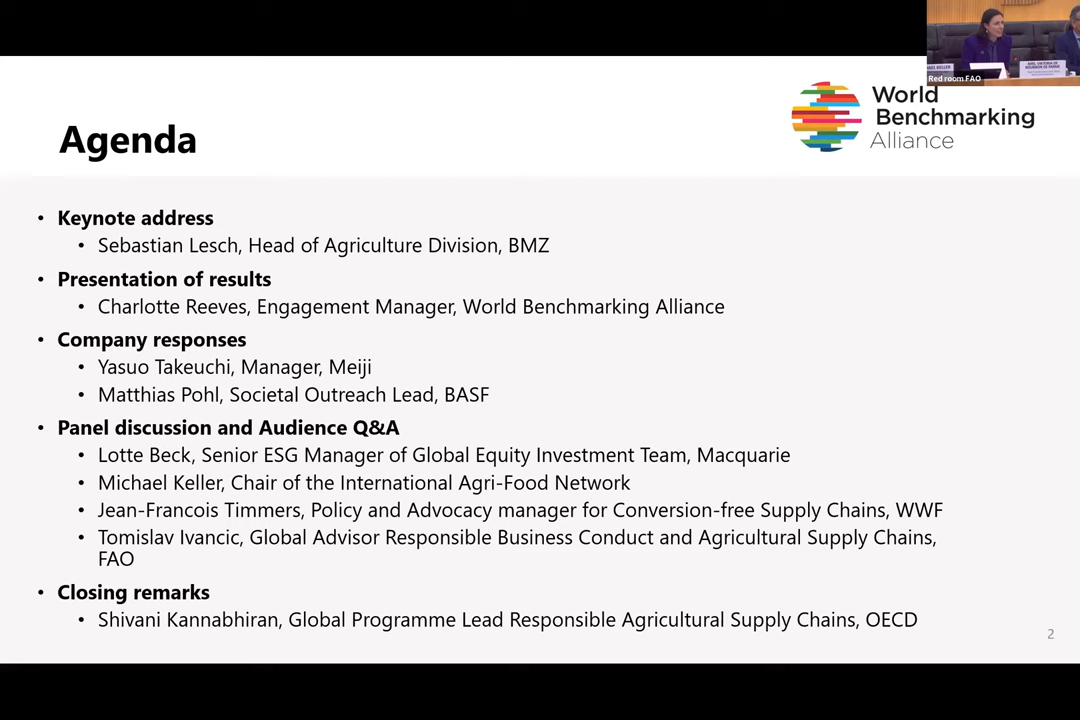 Red room FAO
World
Benchmarking
Alliance
Agenda
• Keynote address
• Sebastian Lesch, Head of Agriculture Division, BMZ
• Presentation of results
• Charlotte Reeves, Engagement Manager, World Benchmarking Alliance
• Company responses
• Yasuo Takeuchi, Manager, Meiji
• Matthias Pohl, Societal Outreach Lead, BASF
• Panel discussion and Audience Q&A
• Lotte Beck, Senior ESG Manager of Global Equity Investment Team, Macquarie
• Michael Keller, Chair of the International Agri-Food Network
• Jean-Francois Timmers, Policy and Advocacy manager for Conversion-free Supply Chains, WWF
• Tomislav Ivancic, Global Advisor Responsible Business Conduct and Agricultural Supply Chains,
FAO
• Closing remarks
• Shivani Kannabhiran, Global Programme Lead Responsible Agricultural Supply Chains, OECD
2